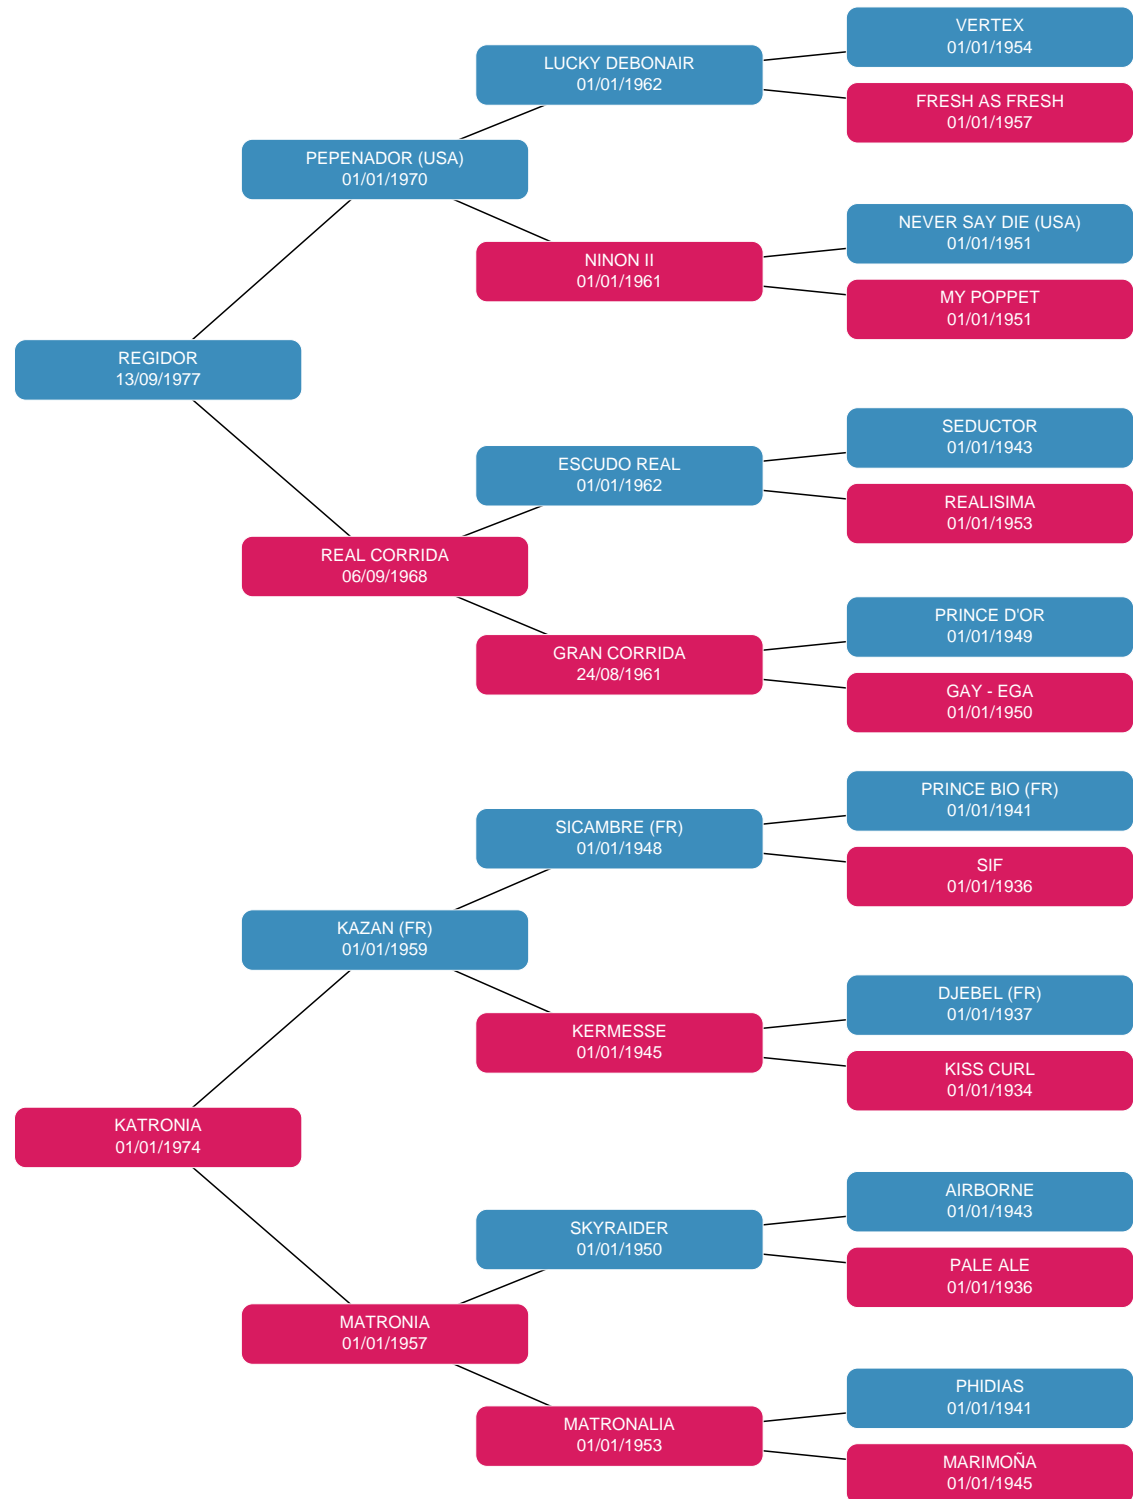 VERTEX
01/01/1954
LUCKY DEBONAIR
01/01/1962
FRESH AS FRESH
01/01/1957
PEPENADOR (USA)
01/01/1970
NEVER SAY DIE (USA)
01/01/1951
NINON II
01/01/1961
MY POPPET
01/01/1951
REGIDOR
13/09/1977
SEDUCTOR
01/01/1943
ESCUDO REAL
01/01/1962
REALISIMA
01/01/1953
REAL CORRIDA
06/09/1968
PRINCE D'OR
01/01/1949
GRAN CORRIDA
24/08/1961
GAY - EGA
01/01/1950
PRINCE BIO (FR)
01/01/1941
SICAMBRE (FR)
01/01/1948
SIF
01/01/1936
KAZAN (FR)
01/01/1959
DJEBEL (FR)
01/01/1937
KERMESSE
01/01/1945
KISS CURL
01/01/1934
KATRONIA
01/01/1974
AIRBORNE
01/01/1943
SKYRAIDER
01/01/1950
PALE ALE
01/01/1936
MATRONIA
01/01/1957
PHIDIAS
01/01/1941
MATRONALIA
01/01/1953
MARIMOÑA
01/01/1945